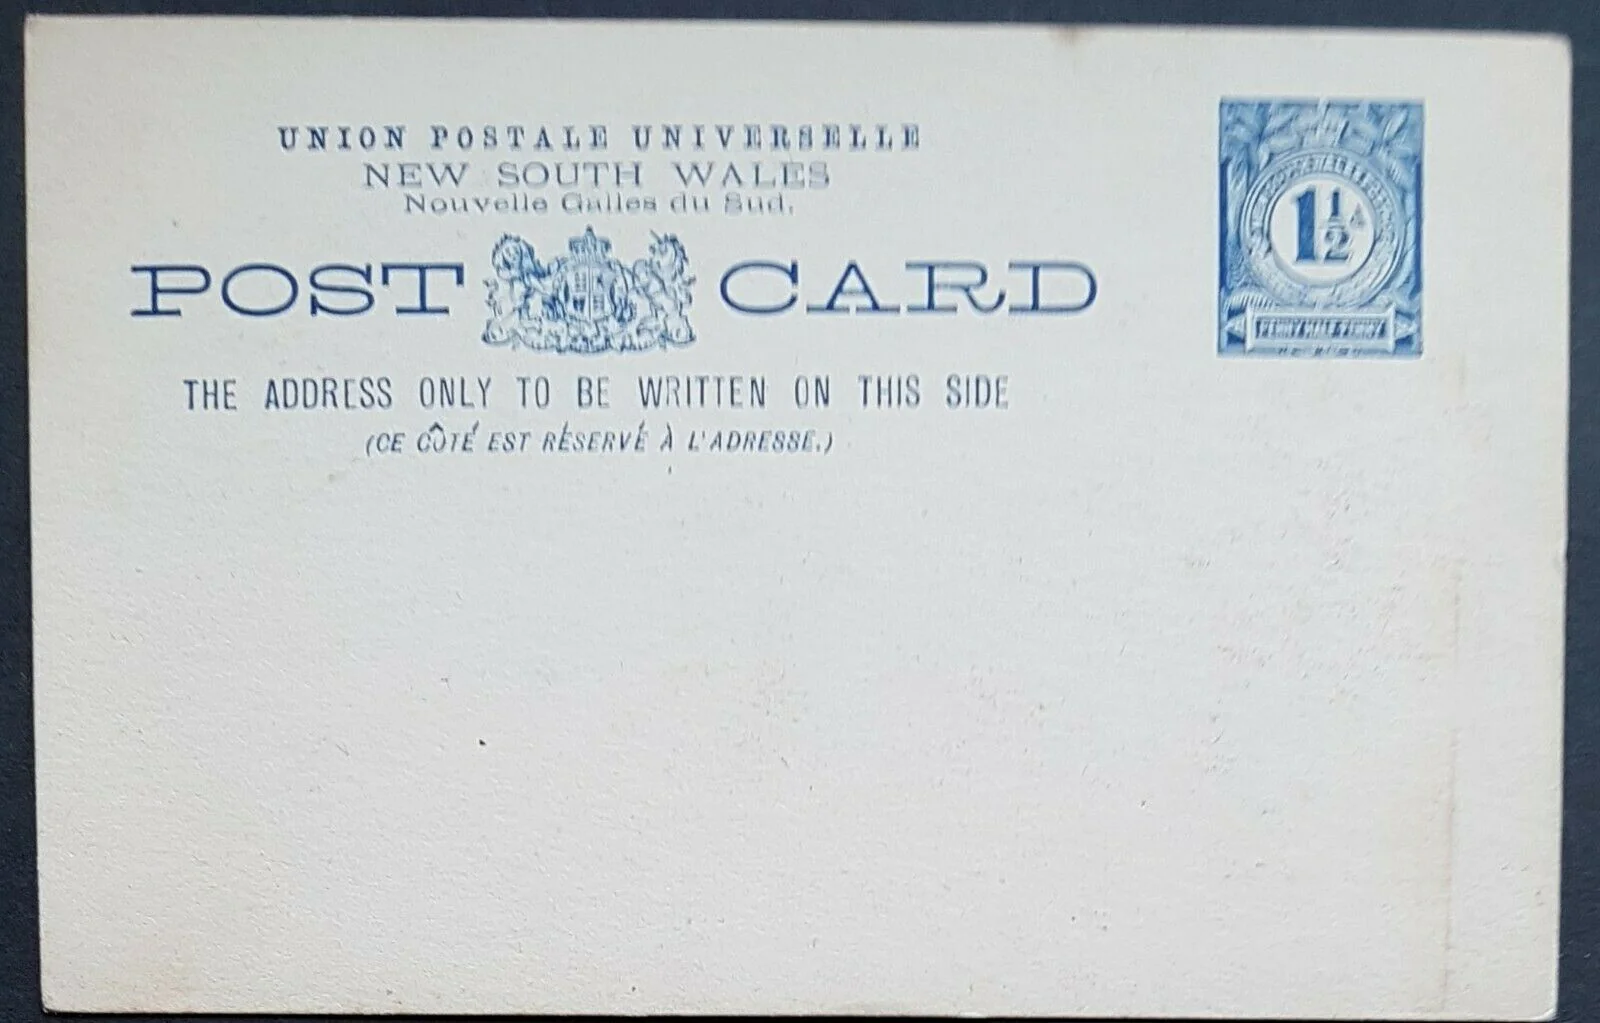 UNION POSTALE UNIVERSELLE
NEW SOUTH WALES
Nouvelle Galles du Sud.
POST CARD
THE ADDRESS ONLY TO BE WRITTEN ON THIS SIDE
(CE CÔTÉ EST RÉSERVÉ À L'ADRESSE.)
1½
PENNY HALF PENNY